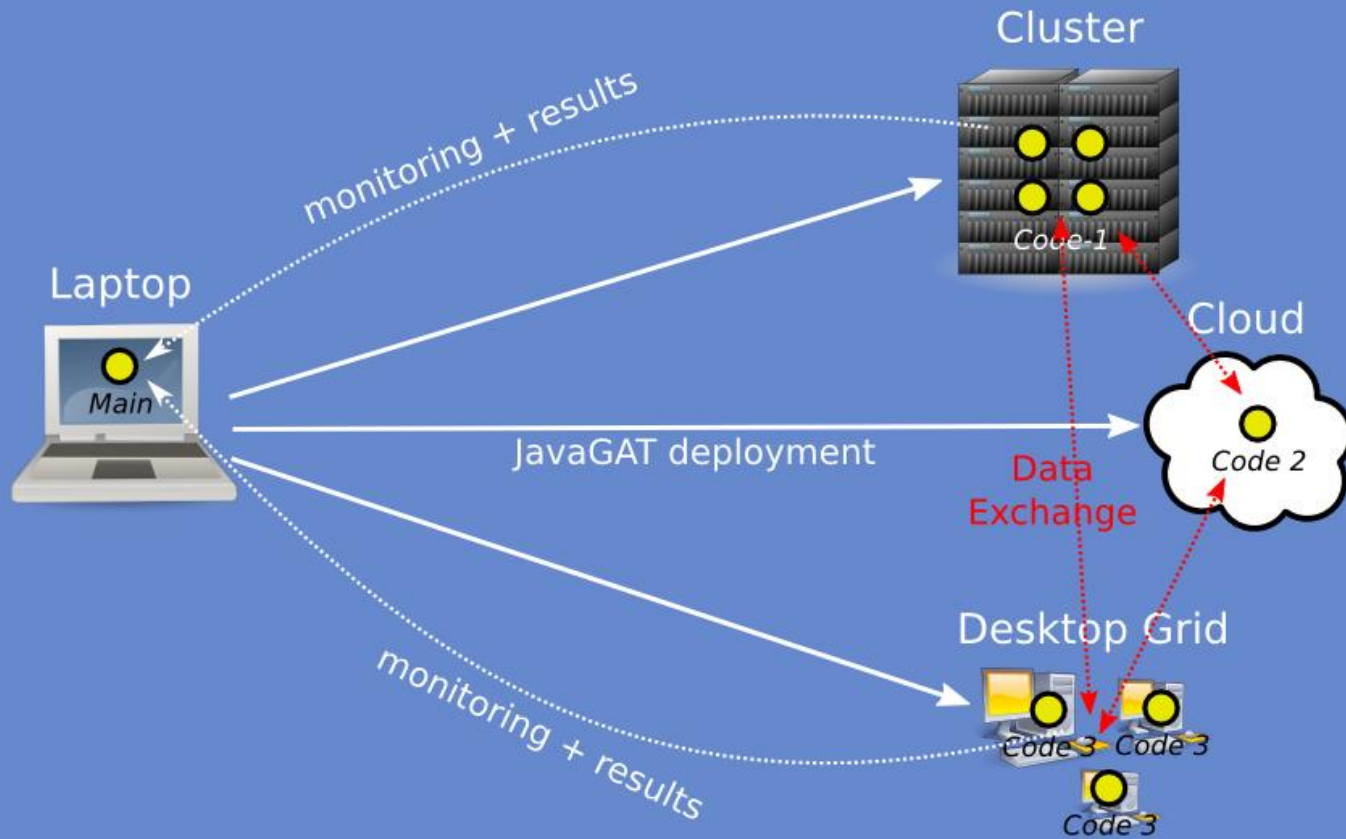 Cluster
monitoring + results
Code-1
Laptop
Cloud
Main
JavaGAT deployment
Code 2
Data
Exchange
Desktop Grid
monitoring + results
Code 3
Code 3
Code 3